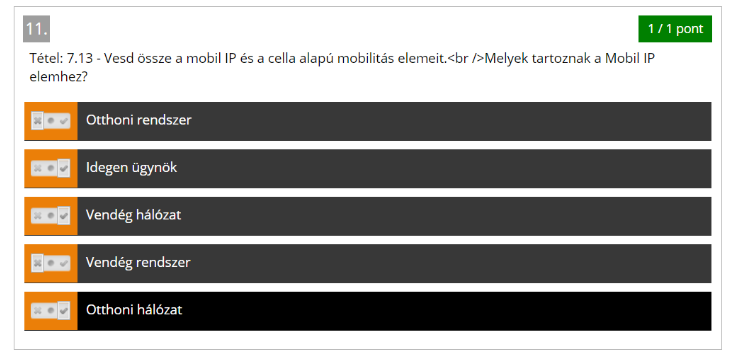 11.
1 / 1 pont
Tétel: 7.13 - Vesd össze a mobil IP és a cella alapú mobilitás elemeit.<br />Melyek tartoznak a Mobil IP
elemhez?
Otthoni rendszer
Idegen ügynök
Vendég hálózat
Vendég rendszer
Otthoni hálózat